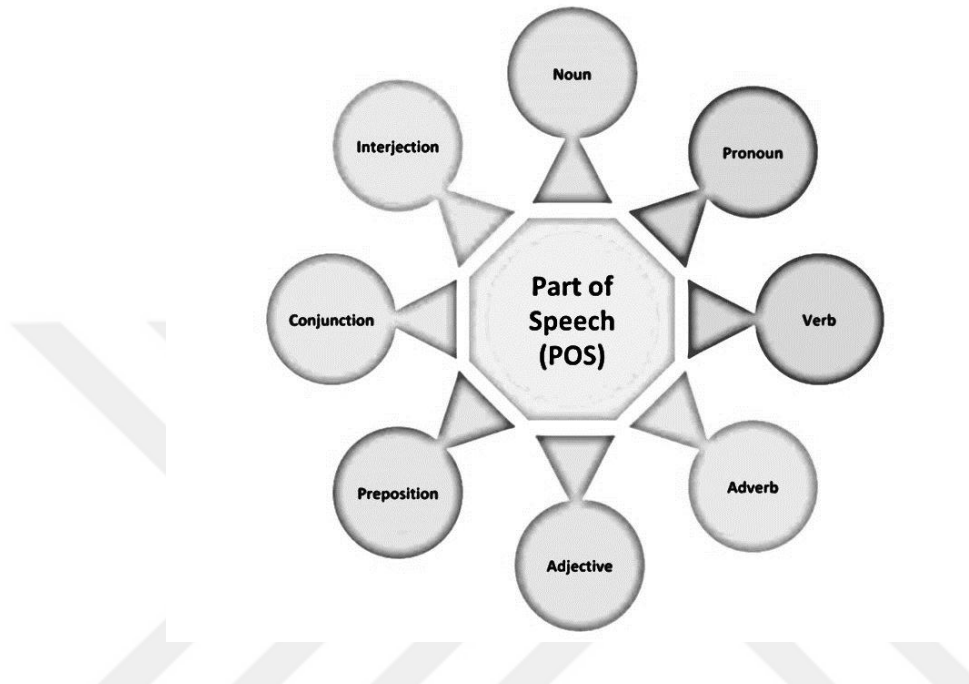 Noun
Pronoun
Verb
Adverb
Adjective
Preposition
Conjunction
Interjection
Part of
Speech
(POS)